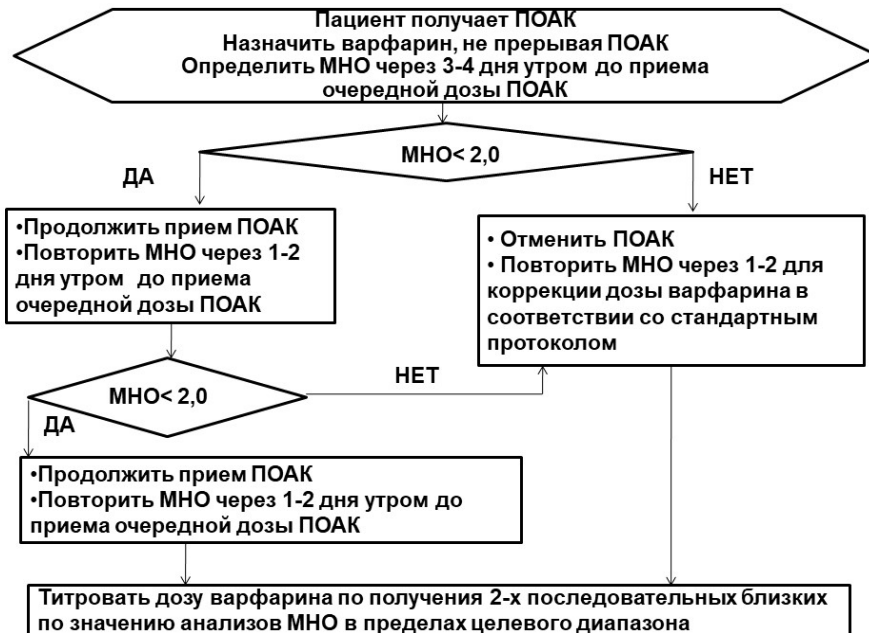 Пациент получает ПОАК
Назначить варфарин, не прерывая ПОАК
Определить МНО через 3-4 дня утром до приема
очередной дозы ПОАК
МНО< 2,0
ДА
НЕТ
•Продолжить прием ПОАК
•Повторить МНО через 1-2
дня утром до приема
очередной дозы ПОАК
• Отменить ПОАК
• Повторить МНО через 1-2 для
коррекции дозы варфарина в
соответствии со стандартным
протоколом
МНО< 2,0
НЕТ
ДА
•Продолжить прием ПОАК
•Повторить МНО через 1-2 дня утром до
приема очередной дозы ПОАК
Титровать дозу варфарина по получения 2-х последовательных близких
по значению анализов МНО в пределах целевого диапазона